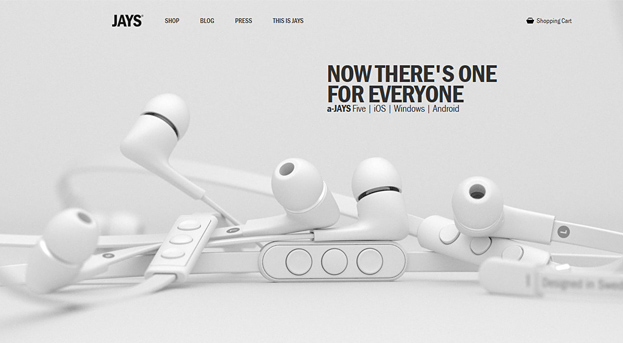 JAYS
SHOP
BLOG
PRESS
THIS IS JAYS
Shopping Cart
NOW THERE'S ONE
FOR EVERYONE
a-JAYS Five | iOS | Windows | Android
L
Designed in Swed